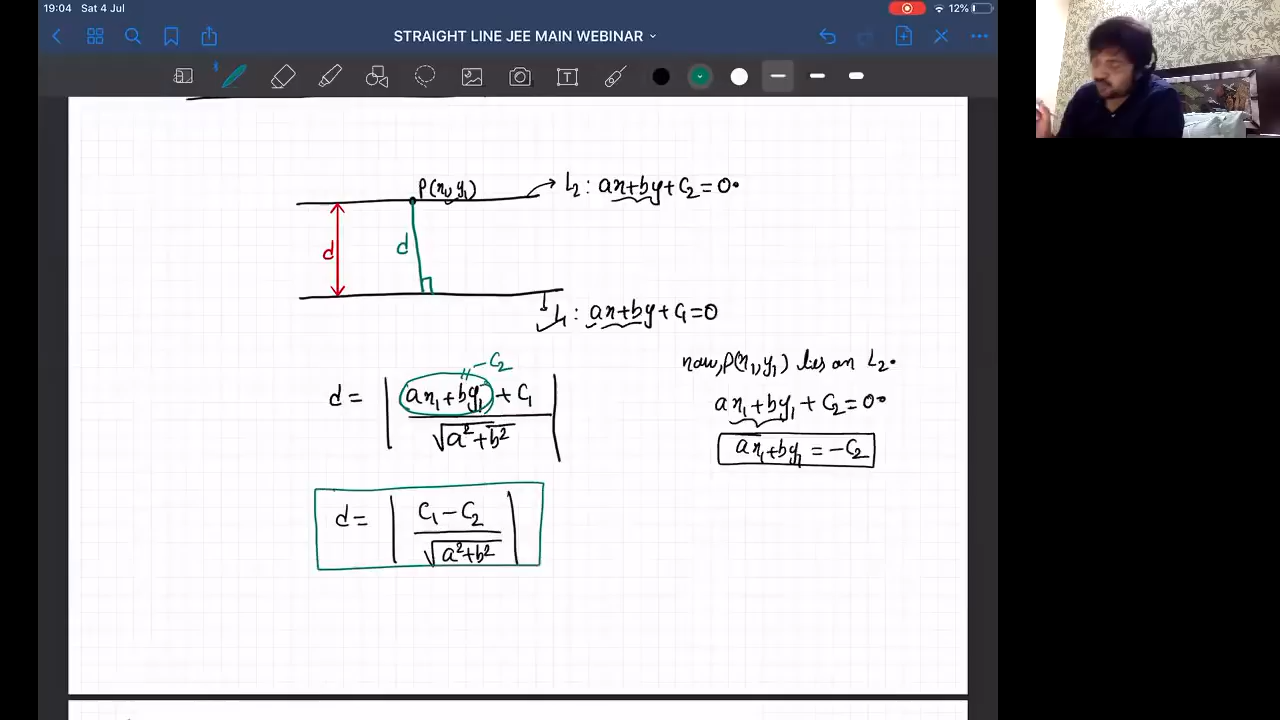 19:04 Sat 4 Jul
12%
STRAIGHT LINE JEE MAIN WEBINAR
P(x₁, y₁)
L₂ : ax+by+C₂=0
d
d
L₁ : ax+by+C₁=0
now, P(x₁,y₁) lies on L₂.
-C₂
d = | ax₁+by₁+C₁ / √a²+b² |
ax₁+by₁+C₂=0
ax₁+by₁=-C₂
d = | C₁-C₂ / √a²+b² |